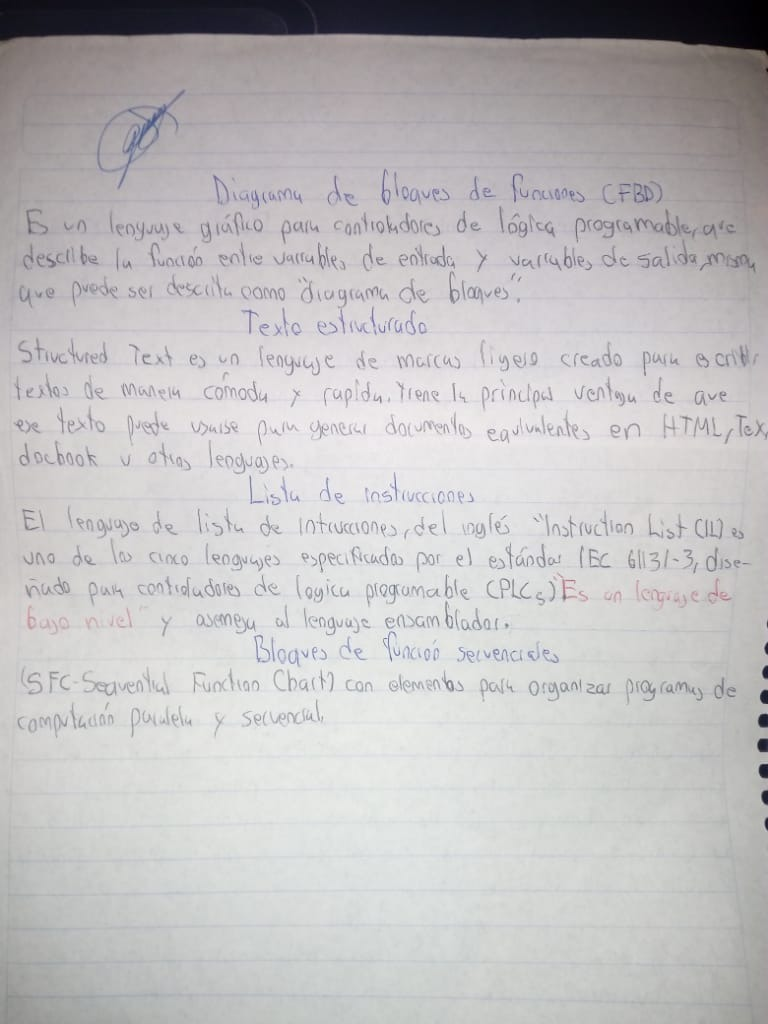 Diagrama de bloques de funciones (FBD)
Es un lenguaje gráfico para controladores de lógica programable, que
describe la función entre variables de entrada y variables de salida, misma
que puede ser descrita como "diagrama de bloques".
Texto estructurado
Structured Text es un lenguaje de marcas ligero creado para escribir
textos de manera cómoda y rapida. Tiene la principal ventaja de que
ese texto puede usarse para generar documentos equivalentes en HTML, Tex,
docbook u otros lenguajes.
Lista de instrucciones
El lenguaje de lista de intrucciones, del inglés "Instruction List (IL) es
uno de los cinco lenguajes especificados por el estándar IEC 61131-3, dise-
ñado para controladores de logica programable (PLCs) "Es un lenguaje de
bajo nivel" y asemeja al lenguaje ensamblador.
Bloques de función secuenciales
(SFC-Sequential Function Chart) con elementos para organizar programas de
computación paralela y secuencial.